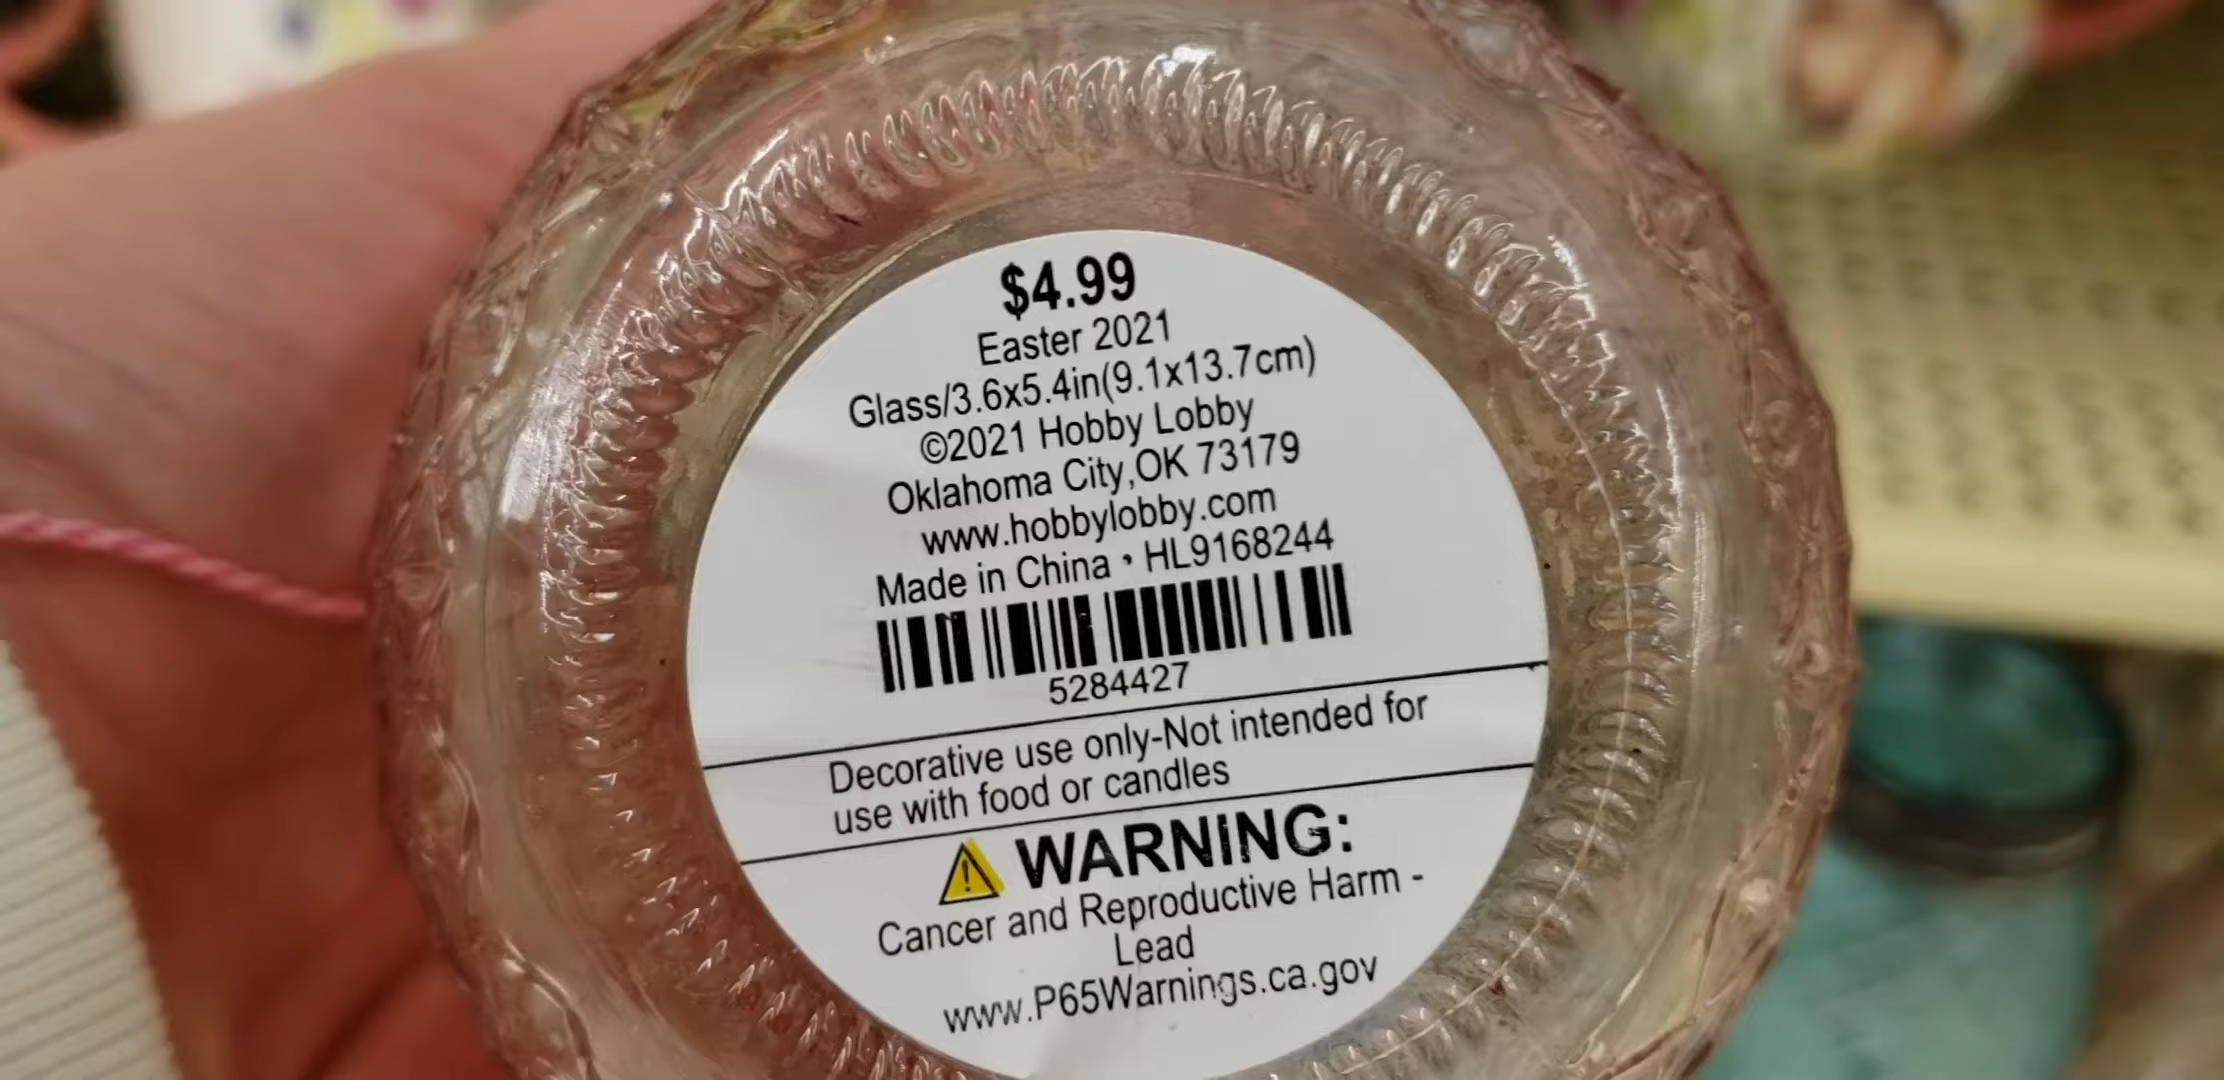 $4.99
Easter 2021
Glass/3.6x5.4in(9.1x13.7cm)
©2021 Hobby Lobby
Oklahoma City,OK 73179
www.hobbylobby.com
Made in China • HL9168244
5284427
Decorative use only-Not intended for
use with food or candles
⚠ WARNING:
Cancer and Reproductive Harm -
Lead
www.P65Warnings.ca.gov